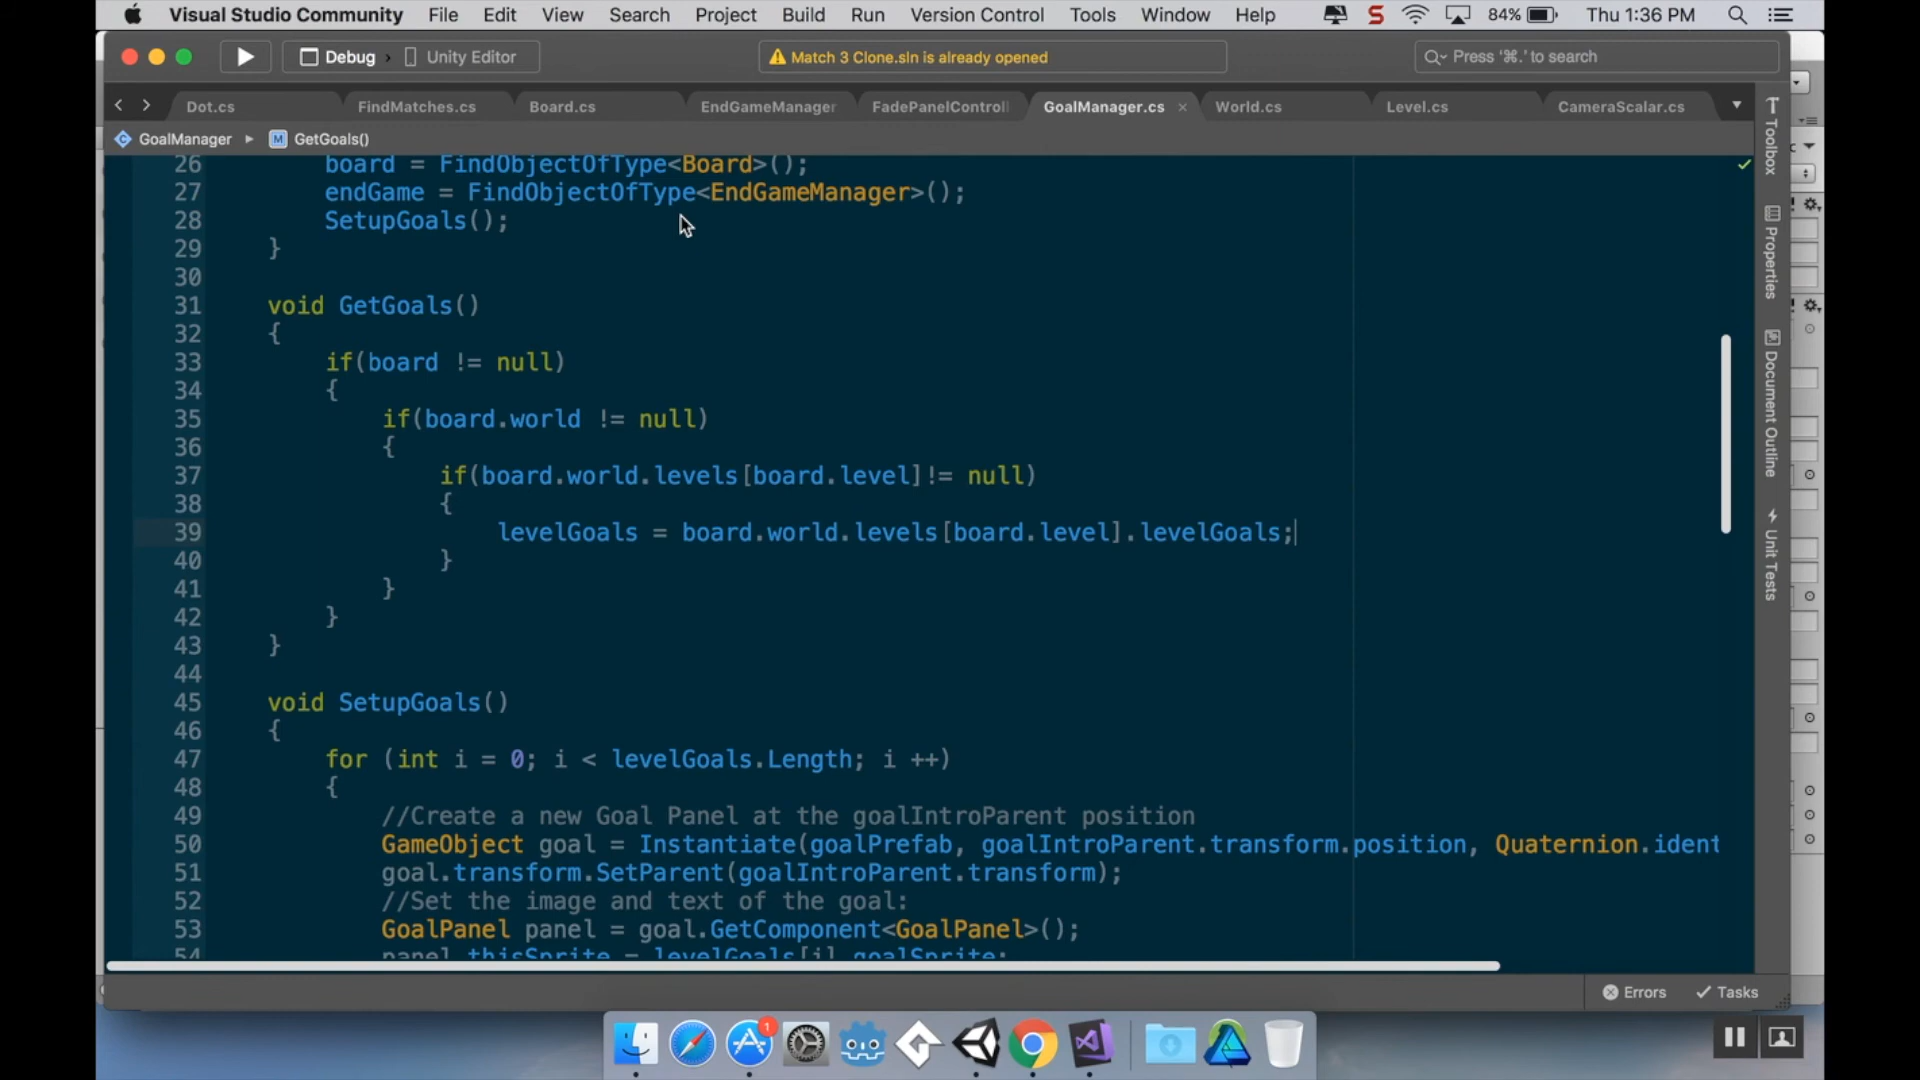 Visual Studio Community File Edit View Search Project Build Run Version Control Tools Window Help S 84% Thu 1:36 PM
Debug Unity Editor Match 3 Clone.sln is already opened Press '⌘.' to search
Dot.cs FindMatches.cs Board.cs EndGameManager FadePanelControll GoalManager.cs × World.cs Level.cs CameraScalar.cs
GoalManager M GetGoals()
26 board = FindObjectOfType<Board>();
27 endGame = FindObjectOfType<EndGameManager>();
28 SetupGoals();
29 }
30
31 void GetGoals()
32 {
33 if(board != null)
34 {
35 if(board.world != null)
36 {
37 if(board.world.levels[board.level]!= null)
38 {
39 levelGoals = board.world.levels[board.level].levelGoals;
40 }
41 }
42 }
43 }
44
45 void SetupGoals()
46 {
47 for (int i = 0; i < levelGoals.Length; i ++)
48 {
49 //Create a new Goal Panel at the goalIntroParent position
50 GameObject goal = Instantiate(goalPrefab, goalIntroParent.transform.position, Quaternion.ident
51 goal.transform.SetParent(goalIntroParent.transform);
52 //Set the image and text of the goal:
53 GoalPanel panel = goal.GetComponent<GoalPanel>();
54 panel.thisSprite = levelGoals[i].goalSprite;
Toolbox
Properties
Document Outline
Unit Tests
Errors Tasks
1